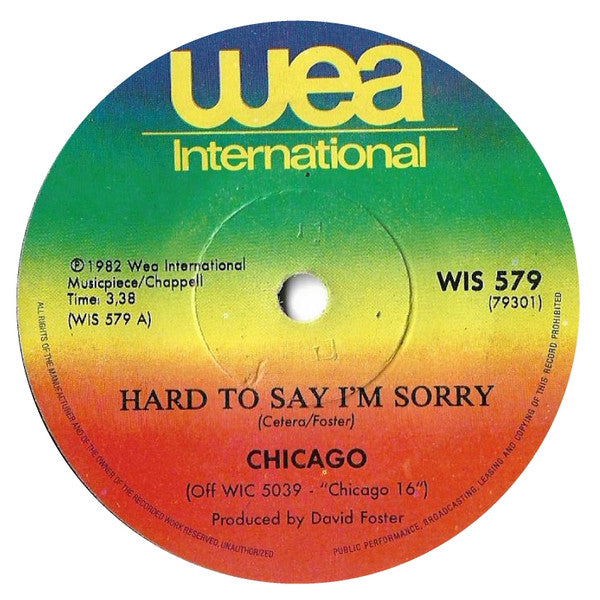 wea
International
℗1982 Wea International
Musicpiece/Chappell
Time: 3,38
(WIS 579 A)
WIS 579
(79301)
HARD TO SAY I'M SORRY
(Cetera/Foster)
CHICAGO
(Off WIC 5039 - "Chicago 16")
Produced by David Foster
ALL RIGHTS OF THE MANUFACTURER AND OF THE OWNER OF THE RECORDED WORK RESERVED, UNAUTHORIZED
PUBLIC PERFORMANCE, BROADCASTING, LEASING AND COPYING OF THIS RECORD PROHIBITED